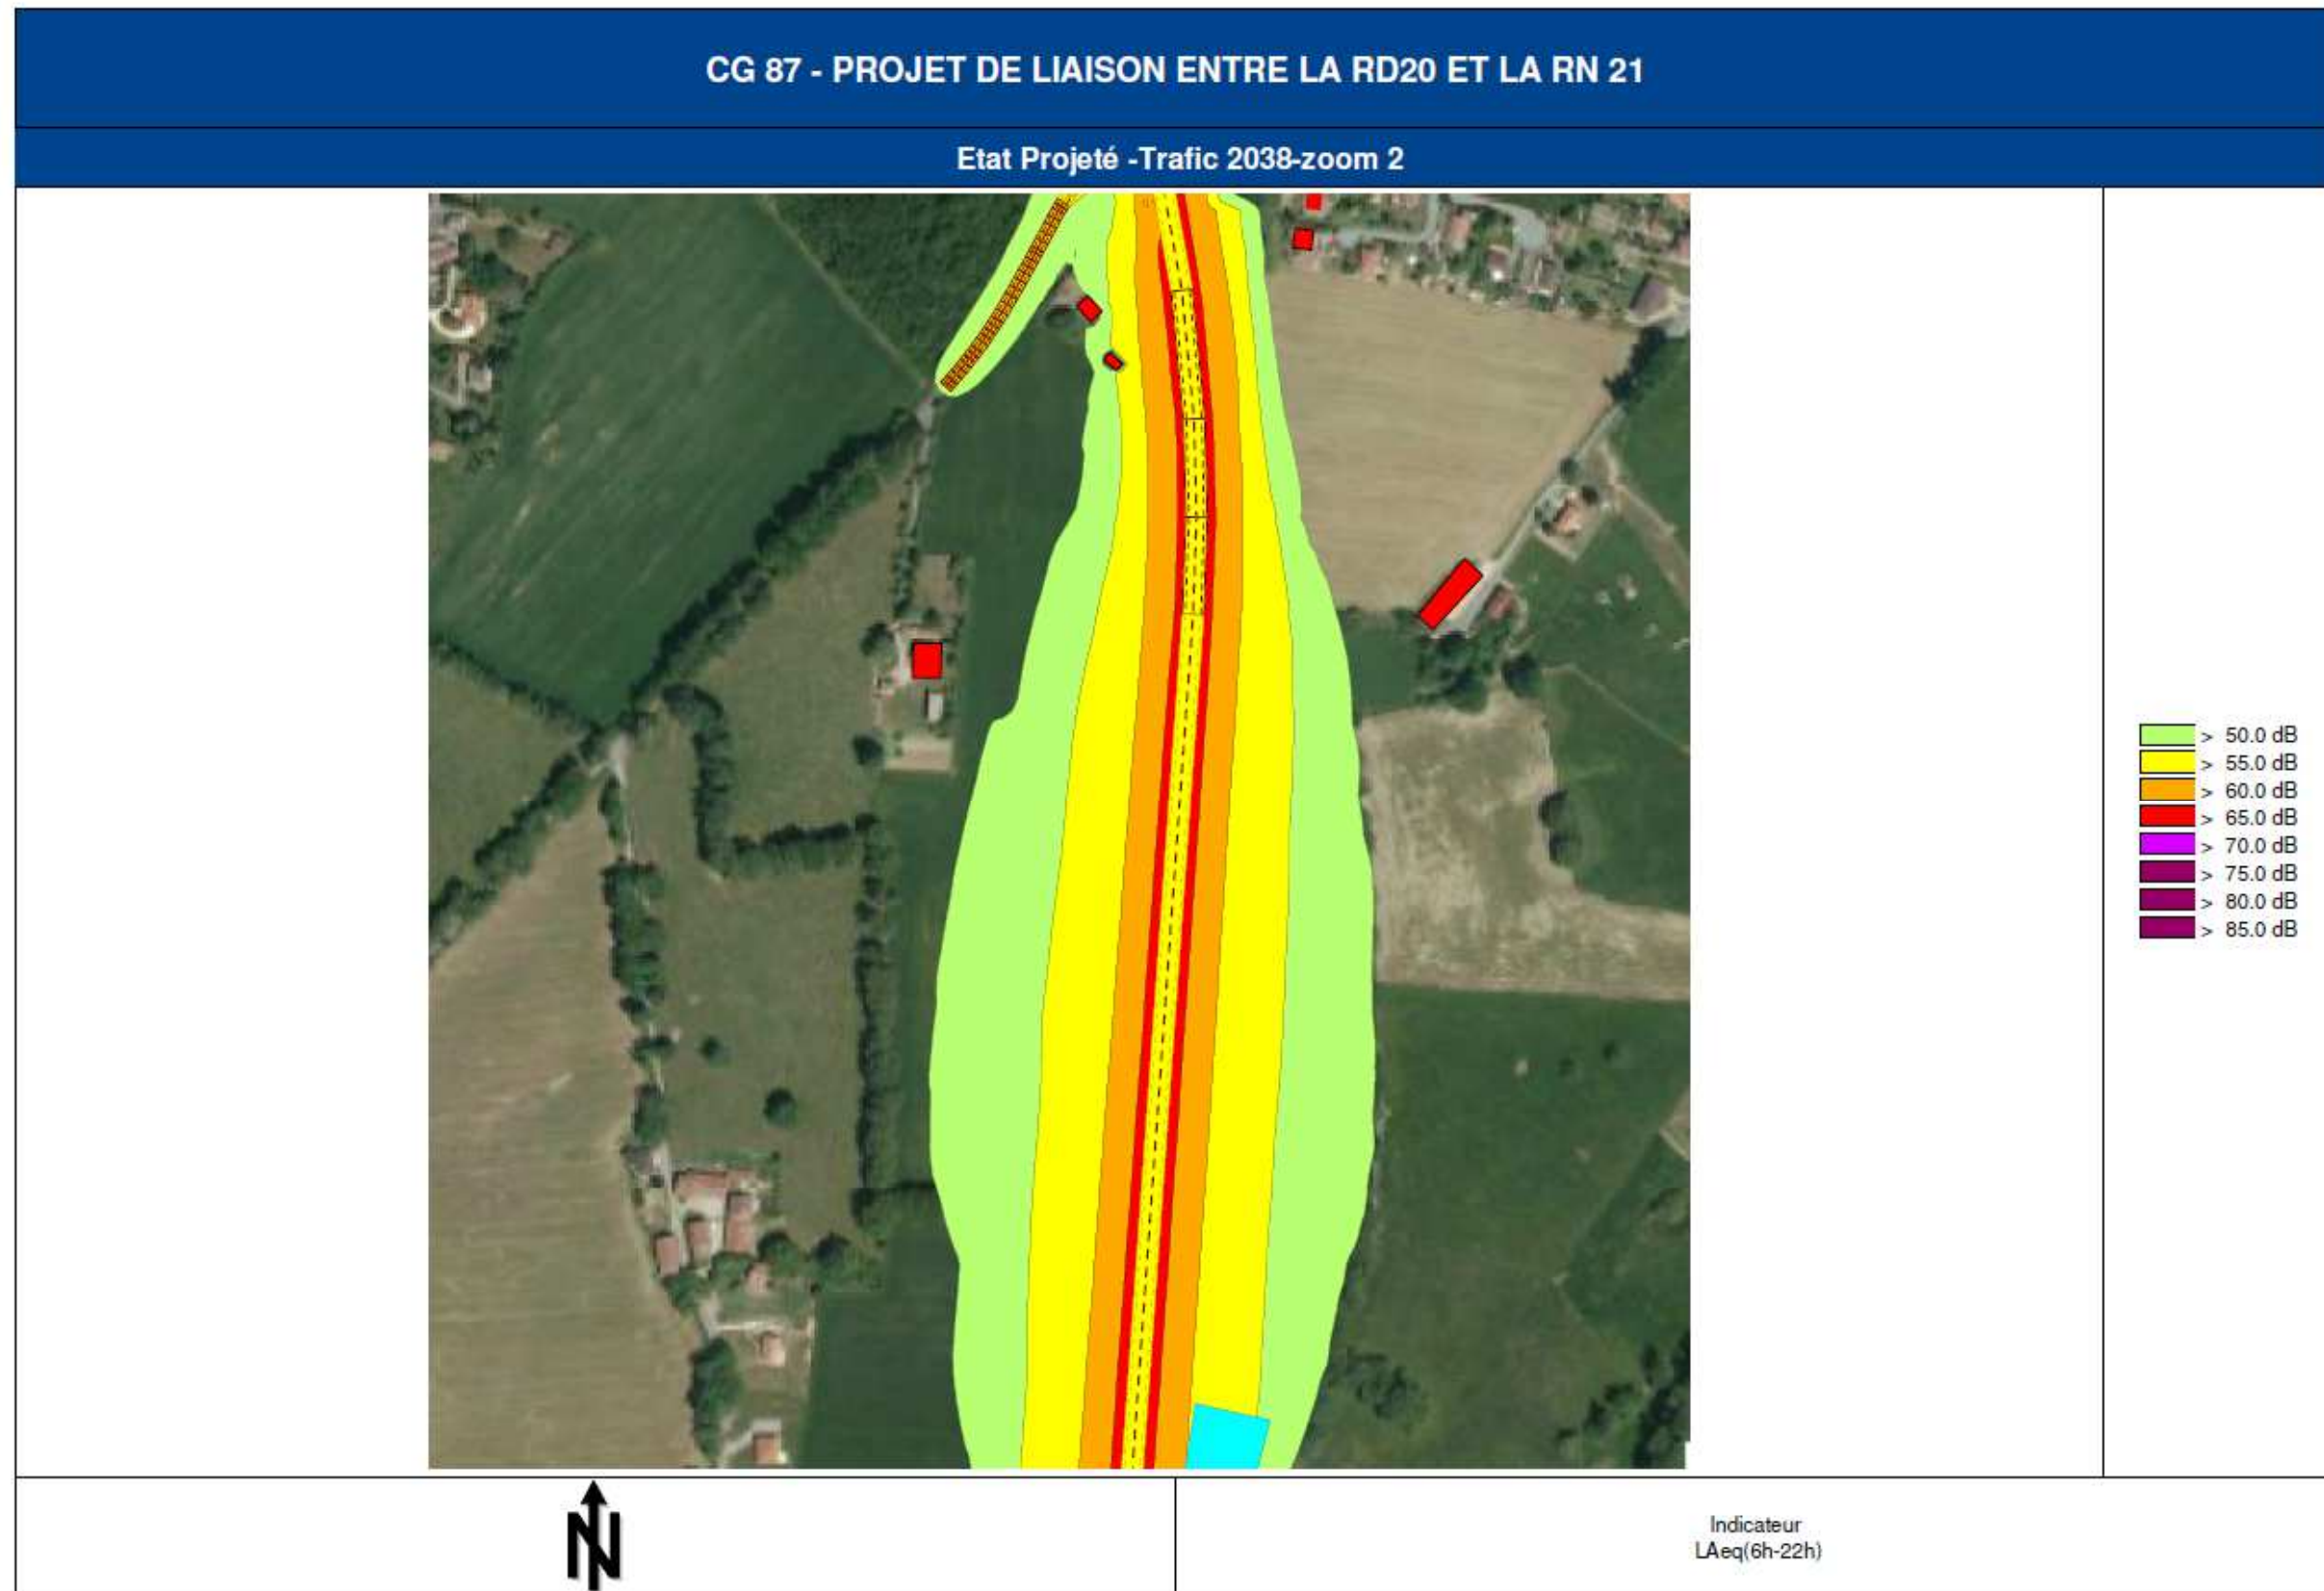 CG 87 - PROJET DE LIAISON ENTRE LA RD20 ET LA RN 21
Etat Projeté -Trafic 2038-zoom 2
> 50.0 dB
> 55.0 dB
> 60.0 dB
> 65.0 dB
> 70.0 dB
> 75.0 dB
> 80.0 dB
> 85.0 dB
N
Indicateur
LAeq(6h-22h)